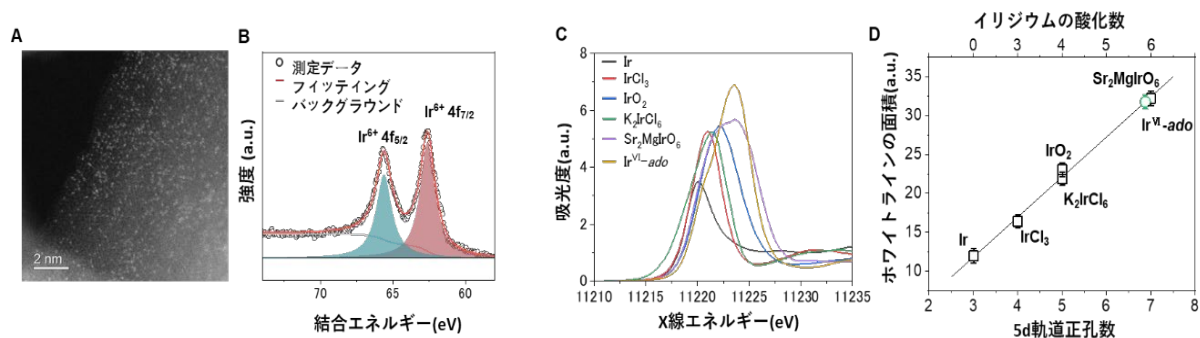 A
2 nm
B
測定データ
フィッティング
バックグラウンド
Ir6+ 4f7/2
Ir6+ 4f5/2
強度 (a.u.)
70
65
60
結合エネルギー(eV)
C
8
6
4
2
0
吸光度(a.u.)
Ir
IrCl3
IrO2
K2IrCl6
Sr2MgIrO6
IrVI-ado
11210
11215
11220
11225
11230
11235
X線エネルギー(eV)
D
イリジウムの酸化数
0
3
4
5
6
ホワイトラインの面積(a.u.)
35
30
25
20
15
10
Sr2MgIrO6
IrVI-ado
IrO2
K2IrCl6
IrCl3
Ir
2
3
4
5
6
7
8
5d軌道正孔数